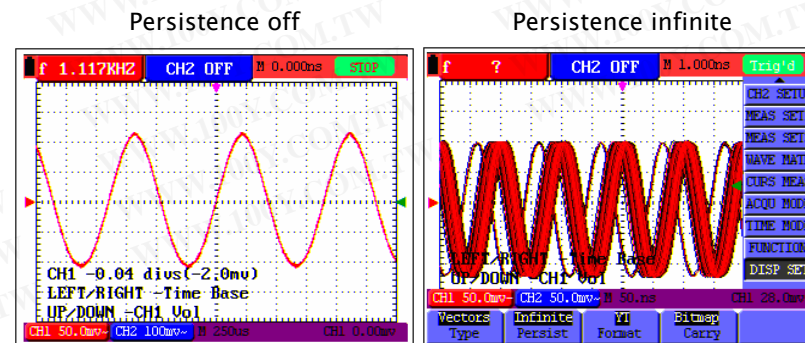 Persistence off
Persistence infinite
f 1.117KHZ
CH2 OFF
M 0.000ns
STOP
CH1 -0.04 divs(-2.0mv)
LEFT/RIGHT -Time Base
UP/DOWN -CH1 Vol
CH1 50.0mv~
CH2 100mv~
M 250us
CH1 0.00mv
f ?
CH2 OFF
M 1.000ns
Trig'd
CH2 SETU
MEAS SET
MEAS SET
WAVE MAT
CURS MEA
ACQU MOD
TIME MOD
FUNCTION
DISP SET
LEFT/RIGHT -Time Base
UP/DOWN -CH1 Vol
CH1 50.0mv~
CH2 50.0mv~
M 50.ns
CH1 28.0mv
Vectors
Type
Infinite
Persist
YT
Format
Bitmap
Carry
WWW.100Y.COM.TW